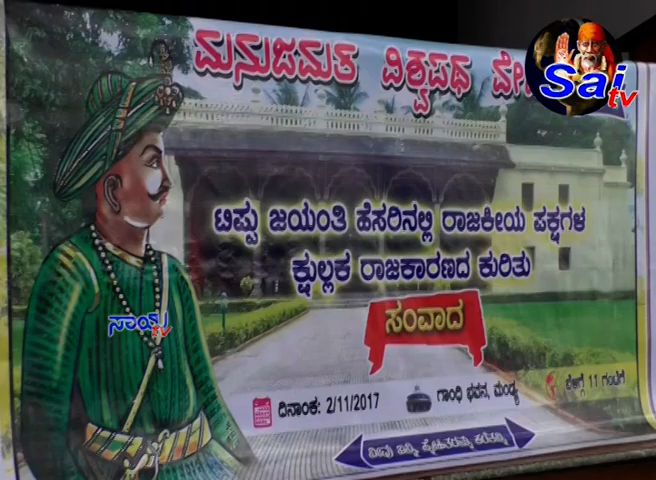 ಮನುಜಮತ ವಿಶ್ವಪಥ
Sai
tv
ಟಿಪ್ಪು ಜಯಂತಿ ಹೆಸರಿನಲ್ಲಿ ರಾಜಕೀಯ ಪಕ್ಷಗಳ
ಕ್ಷುಲ್ಲಕ ರಾಜಕಾರಣದ ಕುರಿತು
ಸಂವಾದ
ಸಾಯಿ tv
ದಿನಾಂಕ: 2/11/2017
ಗಾಂಧಿ ಭವನ, ಮಂಡ್ಯ
ಬೆಳಿಗ್ಗೆ 11 ಗಂಟೆಗೆ
ನೀವು ಬನ್ನಿ